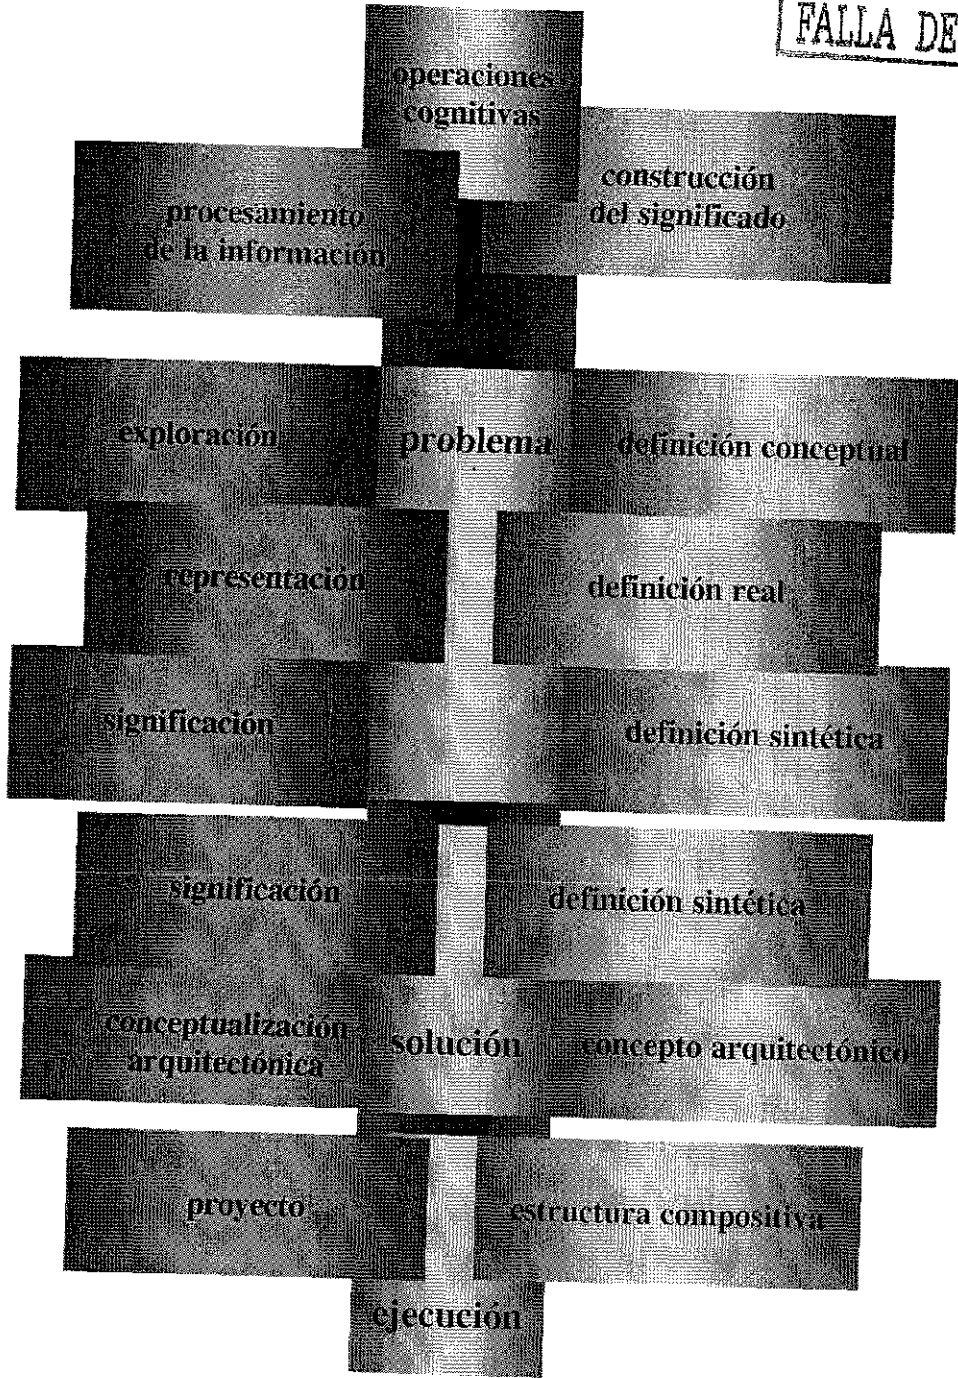 FALLA DE
operaciones
cognitivas
construcción
del significado
procesamiento
de la información
exploración
problema
definición conceptual
representación
definición real
significación
definición sintética
significación
definición sintética
conceptualización
arquitectónica
solución
concepto arquitectónico
proyecto
estructura compositiva
ejecución